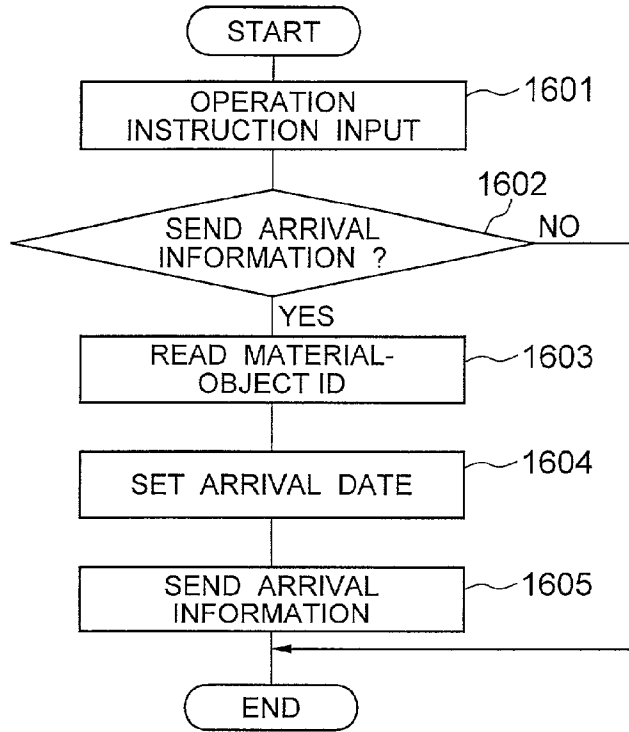 START
OPERATION
INSTRUCTION INPUT
1601
1602
SEND ARRIVAL
INFORMATION ?
NO
YES
READ MATERIAL-
OBJECT ID
1603
SET ARRIVAL DATE
1604
SEND ARRIVAL
INFORMATION
1605
END